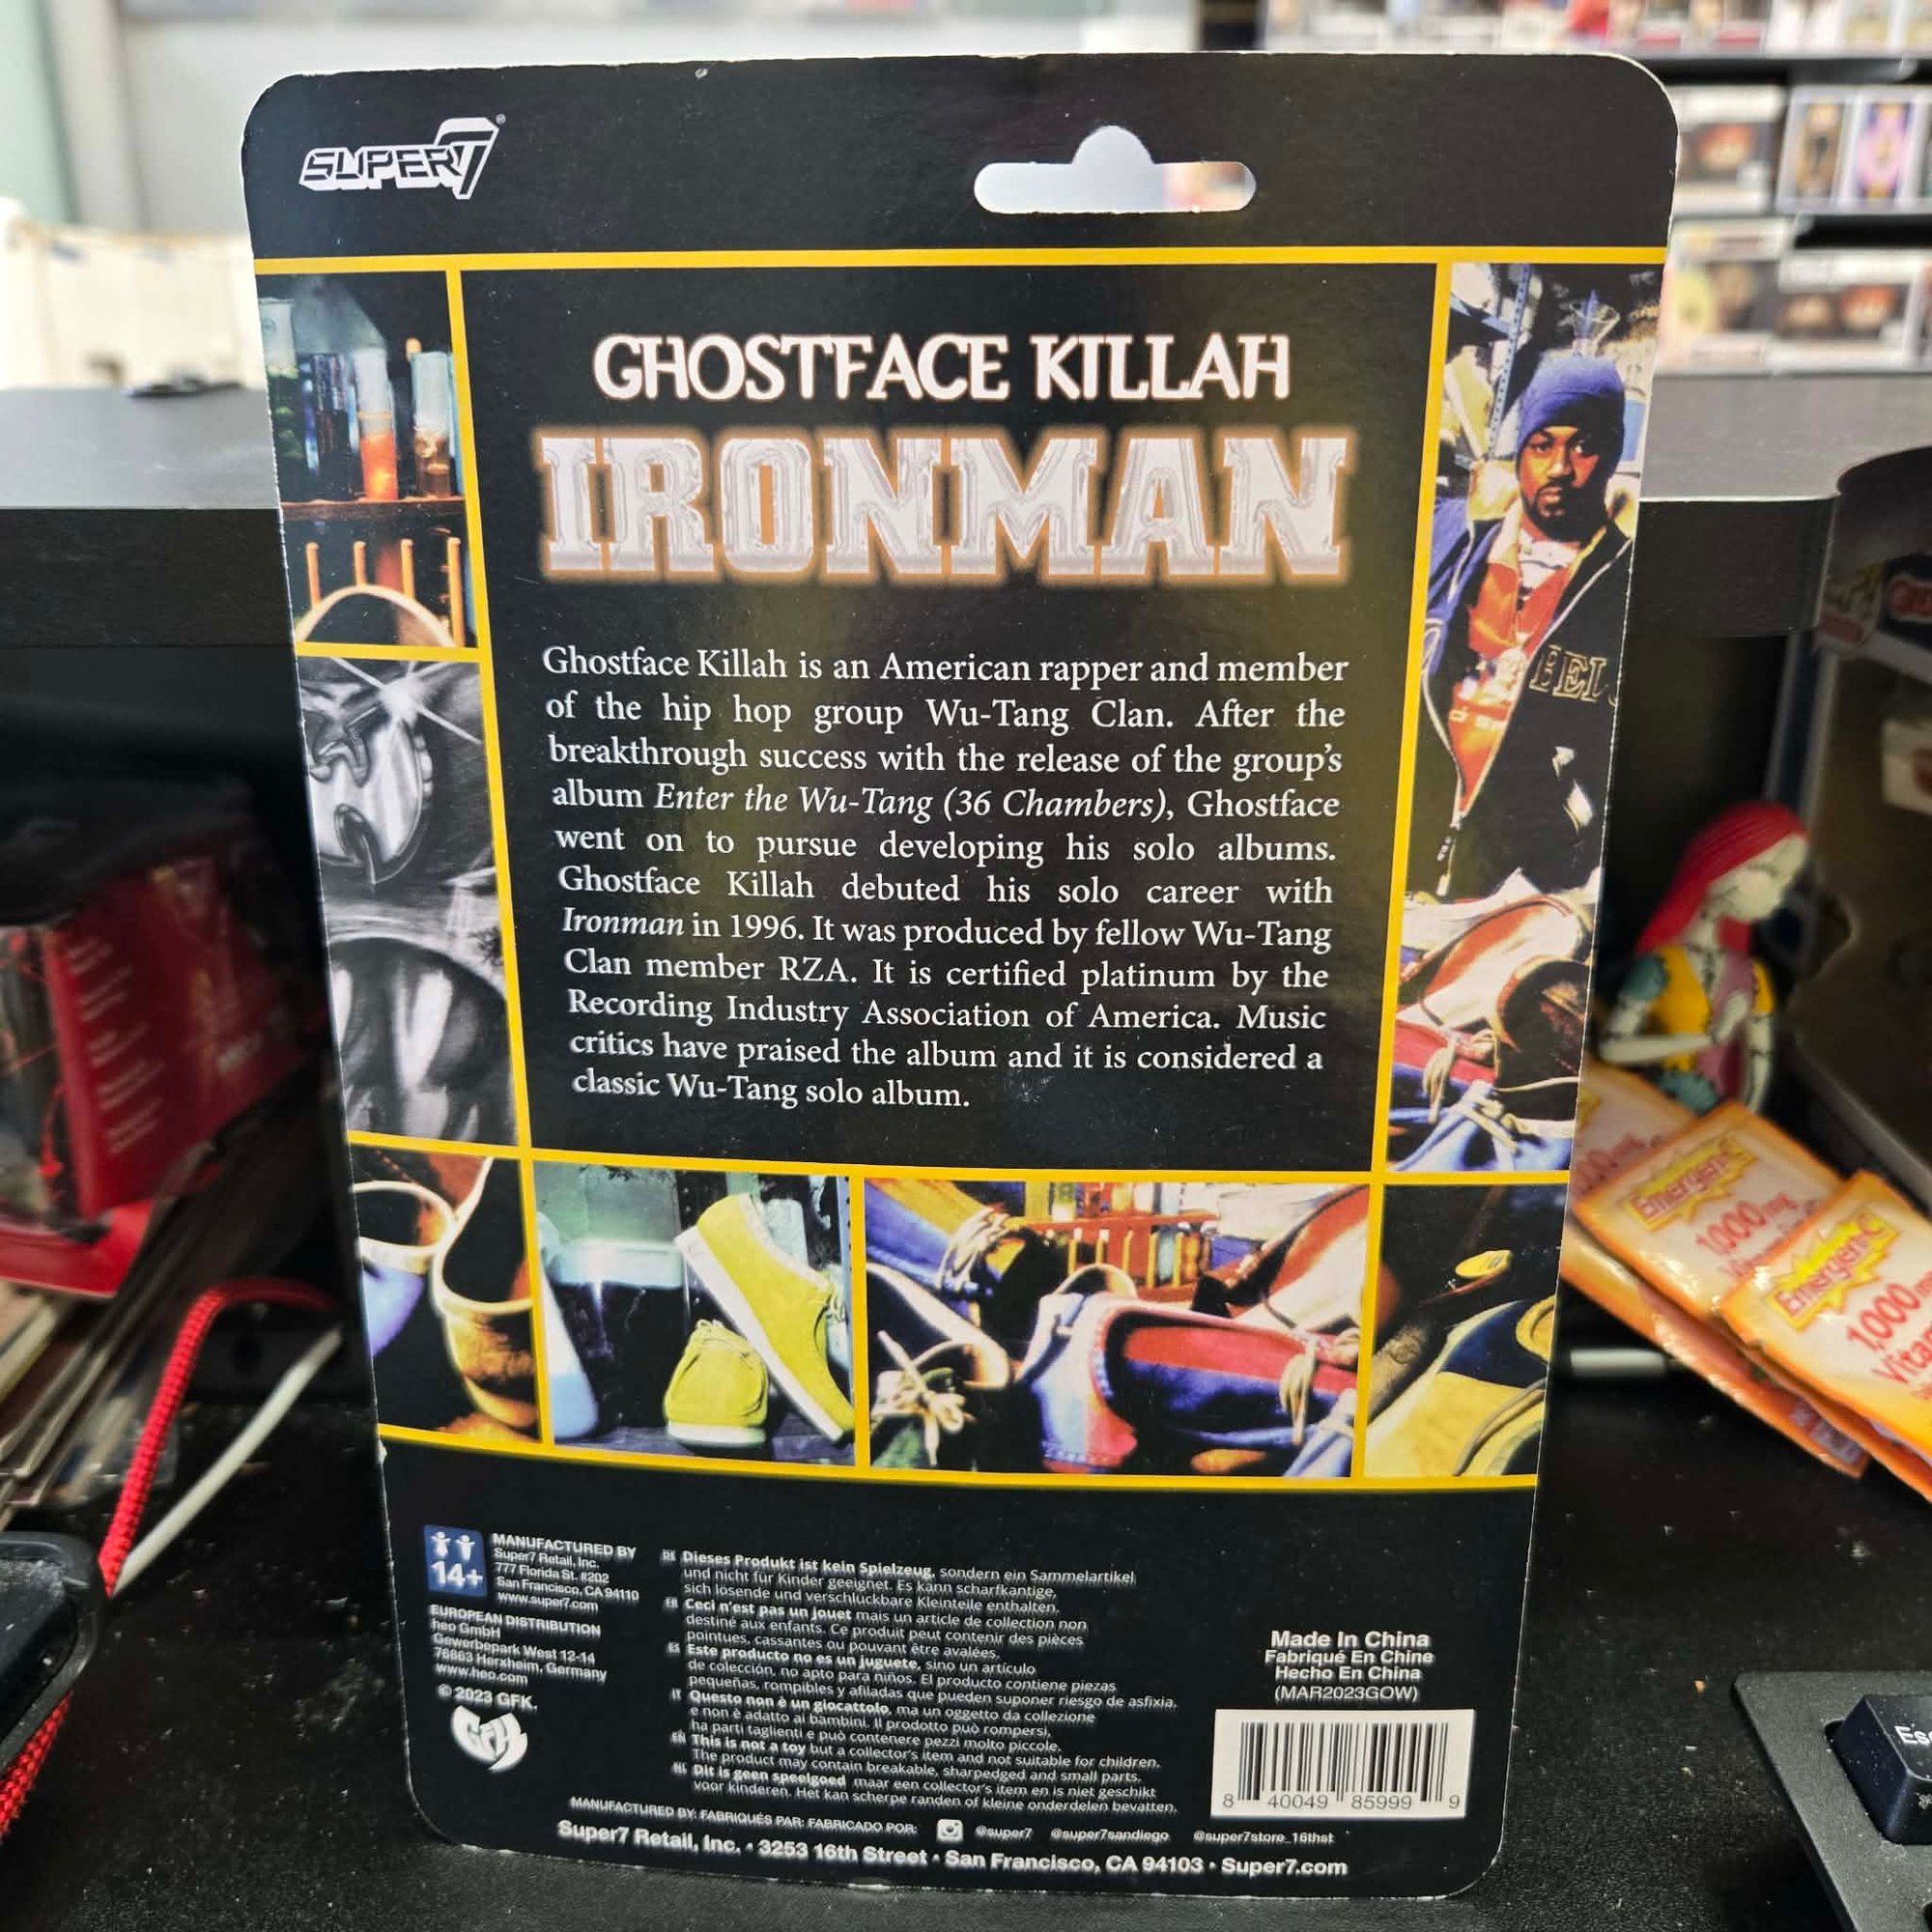 SUPER7®
GHOSTFACE KILLAH
IRONMAN
Ghostface Killah is an American rapper and member
of the hip hop group Wu-Tang Clan. After the
breakthrough success with the release of the group's
album Enter the Wu-Tang (36 Chambers), Ghostface
went on to pursue developing his solo albums.
Ghostface Killah debuted his solo career with
Ironman in 1996. It was produced by fellow Wu-Tang
Clan member RZA. It is certified platinum by the
Recording Industry Association of America. Music
critics have praised the album and it is considered a
classic Wu-Tang solo album.
14+
MANUFACTURED BY
Super7 Retail, Inc.
777 Florida St. #202
San Francisco, CA 94110
www.super7.com
EUROPEAN DISTRIBUTION
heo GmbH
Gewerbepark West 12-14
76863 Herxheim, Germany
www.heo.com
© 2023 GFK.
GFK
DE Dieses Produkt ist kein Spielzeug, sondern ein Sammelartikel
und nicht für Kinder geeignet. Es kann scharfkantige,
sich lösende und verschluckbare Kleinteile enthalten.
FR Ceci n'est pas un jouet mais un article de collection non
destiné aux enfants. Ce produit peut contenir des pièces
pointues, cassantes ou pouvant être avalées.
ES Este producto no es un juguete, sino un artículo
de colección, no apto para niños. El producto contiene piezas
pequeñas, rompibles y afiladas que pueden suponer riesgo de asfixia.
IT Questo non è un giocattolo, ma un oggetto da collezione
e non è adatto ai bambini. Il prodotto può rompersi,
ha parti taglienti e può contenere pezzi molto piccole.
EN This is not a toy but a collector's item and not suitable for children.
The product may contain breakable, sharpedged and small parts.
NL Dit is geen speelgoed maar een collector's item en is niet geschikt
voor kinderen. Het kan scherpe randen of kleine onderdelen bevatten.
Made In China
Fabriqué En Chine
Hecho En China
(MAR2023GOW)
8 40049 85999 9
MANUFACTURED BY: FABRIQUÉS PAR: FABRICADO POR:
@super7 @super7sandiego @super7store_16thst
Super7 Retail, Inc. • 3253 16th Street • San Francisco, CA 94103 • Super7.com
Emergen-C
1,000 mg
Emergen-C
1,000 mg
Esc